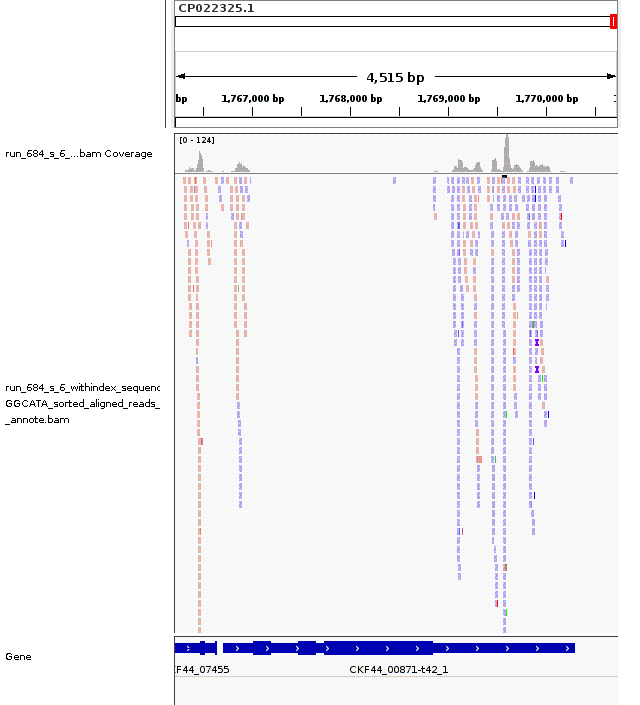 CP022325.1
4,515 bp
bp 1,767,000 bp 1,768,000 bp 1,769,000 bp 1,770,000 bp
[0 - 124]
run_684_s_6_...bam Coverage
run_684_s_6_withindex_sequenc
GGCATA_sorted_aligned_reads_
_annote.bam
Gene
F44_07455 CKF44_00871-t42_1